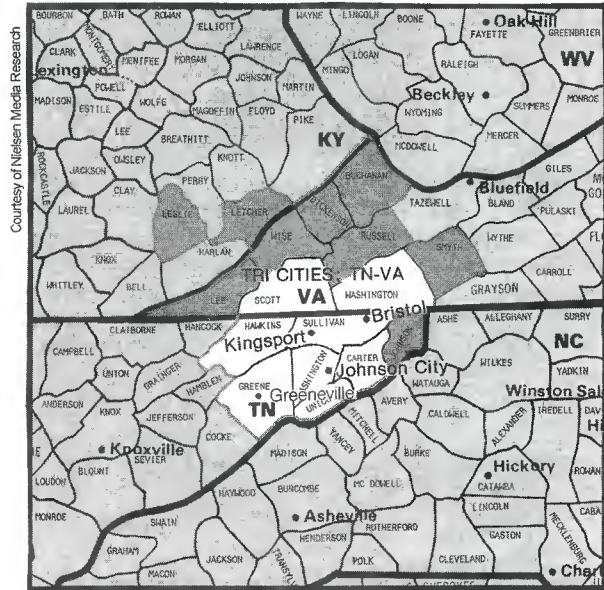 Courtesy of Nielsen Media Research
BOURBON BATH ROWAN ELLIOTT WAYNE LINCOLN BOONE Oak Hill
FAYETTE GREENBRIER
CLARK MONTGOMERY MENIFEE MORGAN LAWRENCE LOGAN RALEIGH WV
exington POWELL JOHNSON MARTIN MINGO Beckley
MADISON ESTILL WOLFE MAGOFFIN FLOYD WYOMING SUMMERS MONROE
LEE BREATHITT PIKE KY MERCER
ROCKCASTLE JACKSON OWSLEY KNOTT MCDOWELL
CLAY PERRY BUCHANAN Bluefield GILES
LAUREL LESLIE LETCHER DICKENSON TAZEWELL BLAND PULASKI
KNOX HARLAN WISE RUSSELL SMYTH WYTHE
WHITLEY BELL TRI CITIES: TN-VA CARROLL
LEE SCOTT VA WASHINGTON GRAYSON
CLAIBORNE HANCOCK HAWKINS SULLIVAN Bristol ASHE ALLEGHANY SURRY
CAMPBELL Kingsport JOHNSON NC
UNION GRAINGER HAMBLEN WASHINGTON CARTER Johnson City WATAUGA WILKES YADKIN
ANDERSON GREENE Greeneville UNICOI Winston Sal
KNOX JEFFERSON TN AVERY CALDWELL ALEXANDER IREDELL DAV
Knoxville COCKE MITCHELL
SEVIER MADISON YANCEY BURKE Hickory ROWAN
BLOUNT CATAWBA
LOUDON HAYWOOD BUNCOMBE MC DOWELL LINCOLN
MONROE SWAIN Asheville RUTHERFORD GASTON MECKLENBURG CABA
GRAHAM JACKSON HENDERSON
MACON TRANSYL POLK CLEVELAND Char
CHEROKEE